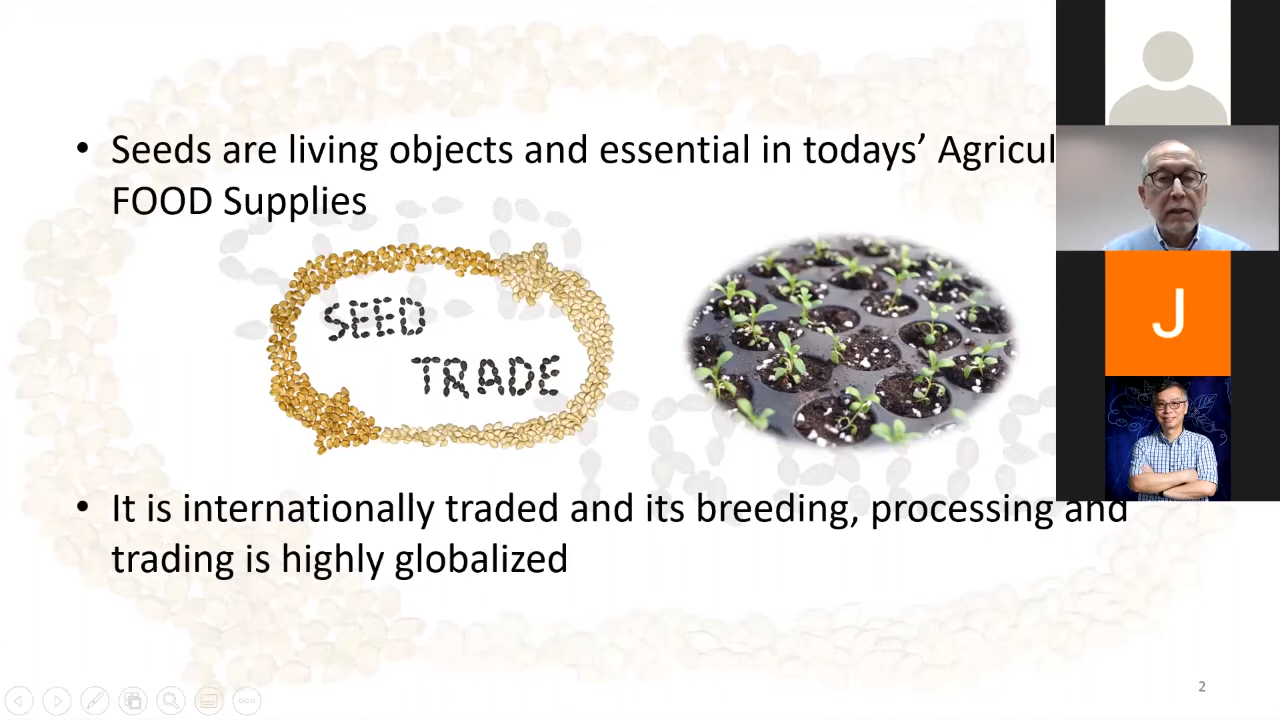 • Seeds are living objects and essential in todays’ Agricul
FOOD Supplies
SEED
TRADE
• It is internationally traded and its breeding, processing and
trading is highly globalized
J
2